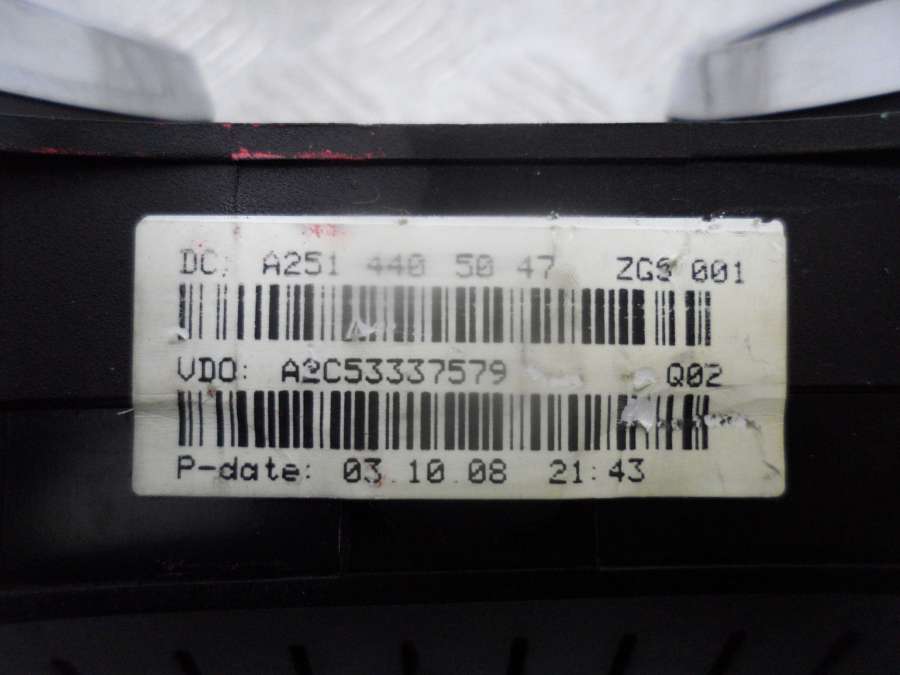 DC: A251 440 50 47 ZGS 001
VDO: A2C53337579 Q02
P-date: 03.10.08 21:43